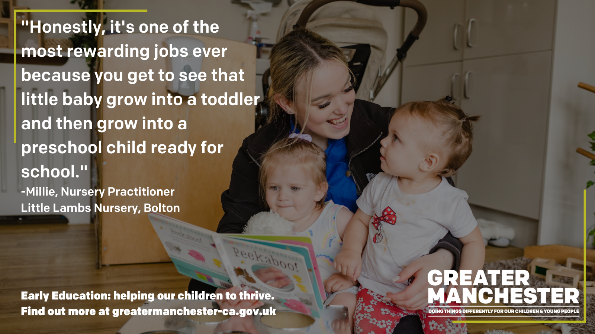 "Honestly, it's one of the
most rewarding jobs ever
because you get to see that
little baby grow into a toddler
and then grow into a
preschool child ready for
school."
-Millie, Nursery Practitioner
Little Lambs Nursery, Bolton
Peekaboo!
Peekaboo!
Early Education: helping our children to thrive.
Find out more at greatermanchester-ca.gov.uk
GREATER
MANCHESTER
DOING THINGS DIFFERENTLY FOR OUR CHILDREN & YOUNG PEOPLE